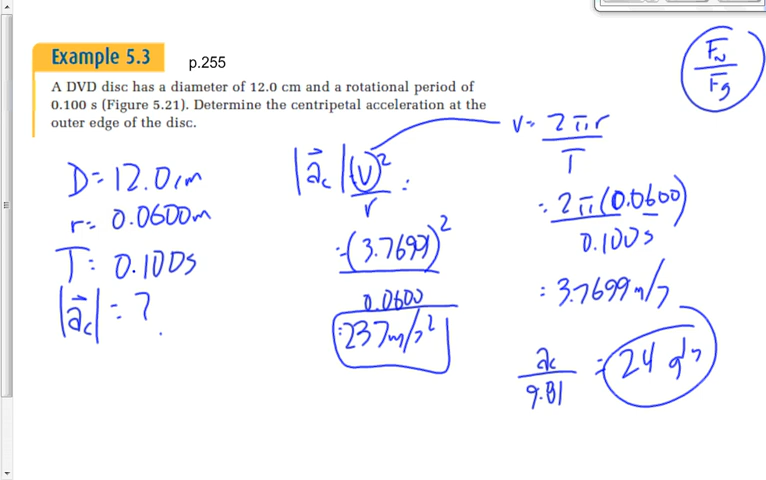 Example 5.3 p.255
A DVD disc has a diameter of 12.0 cm and a rotational period of
0.100 s (Figure 5.21). Determine the centripetal acceleration at the
outer edge of the disc.
F_N / F_g
D = 12.0 cm
r = 0.0600 m
T = 0.100 s
|a⃗_c| = ?
|a⃗_c| (v)² / r =
= (3.7699)² / 0.0600
= 237 m/s²
v = 2πr / T
= 2π(0.0600) / 0.100 s
= 3.7699 m/s
a_c / 9.81 = 24 g's